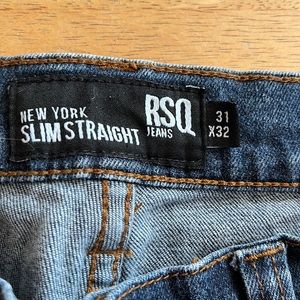 NEW YORK
SLIM STRAIGHT
RSQ
JEANS
31
X32